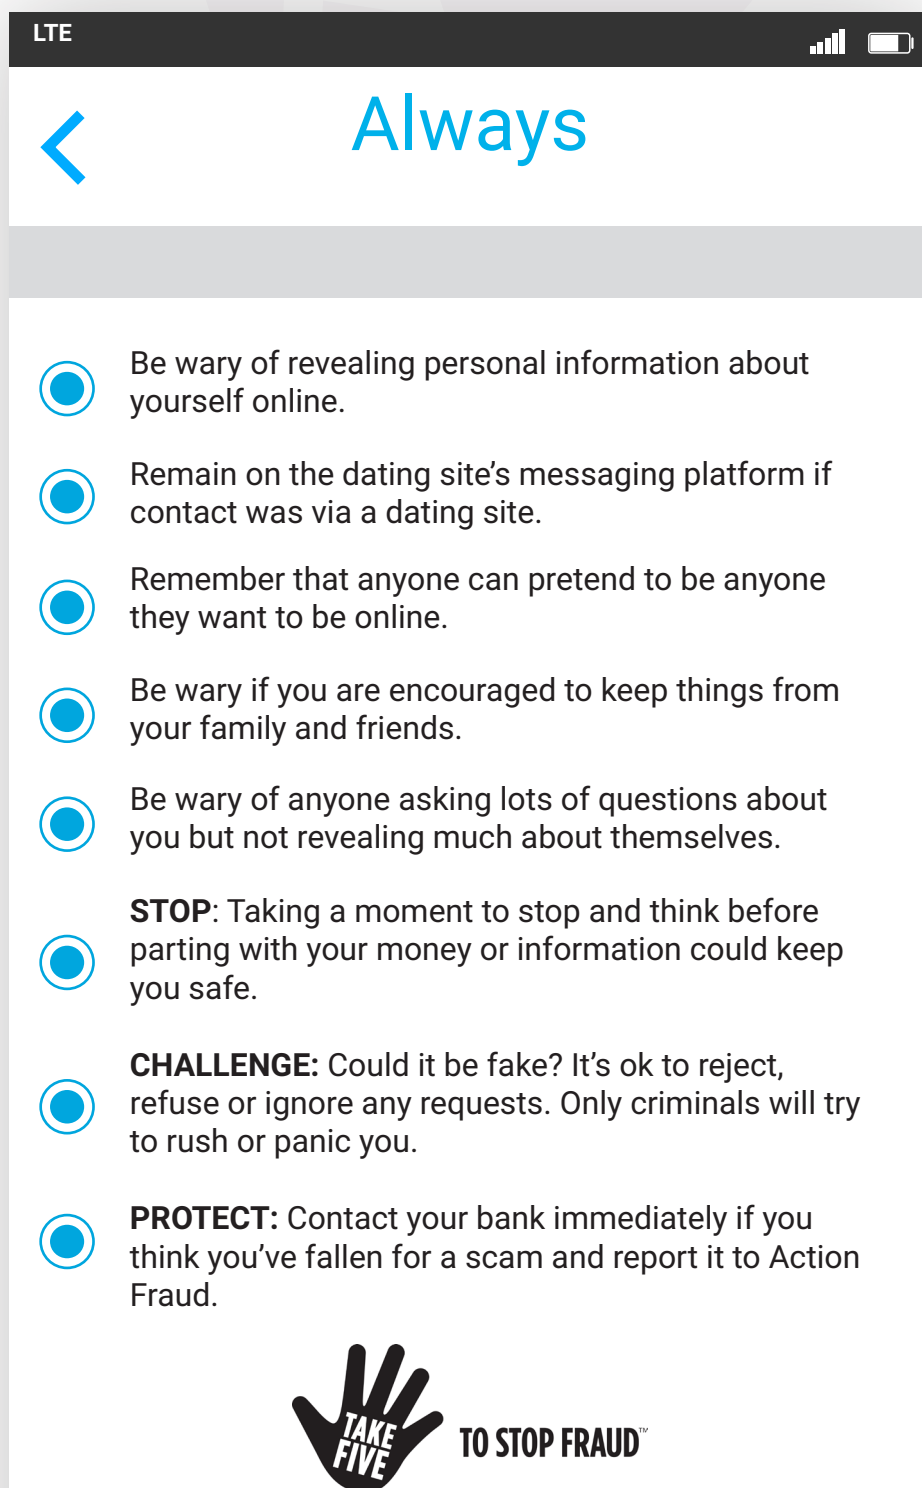 LTE
Always
Be wary of revealing personal information about
yourself online.
Remain on the dating site’s messaging platform if
contact was via a dating site.
Remember that anyone can pretend to be anyone
they want to be online.
Be wary if you are encouraged to keep things from
your family and friends.
Be wary of anyone asking lots of questions about
you but not revealing much about themselves.
STOP: Taking a moment to stop and think before
parting with your money or information could keep
you safe.
CHALLENGE: Could it be fake? It’s ok to reject,
refuse or ignore any requests. Only criminals will try
to rush or panic you.
PROTECT: Contact your bank immediately if you
think you’ve fallen for a scam and report it to Action
Fraud.
TAKE
FIVE
TO STOP FRAUD™